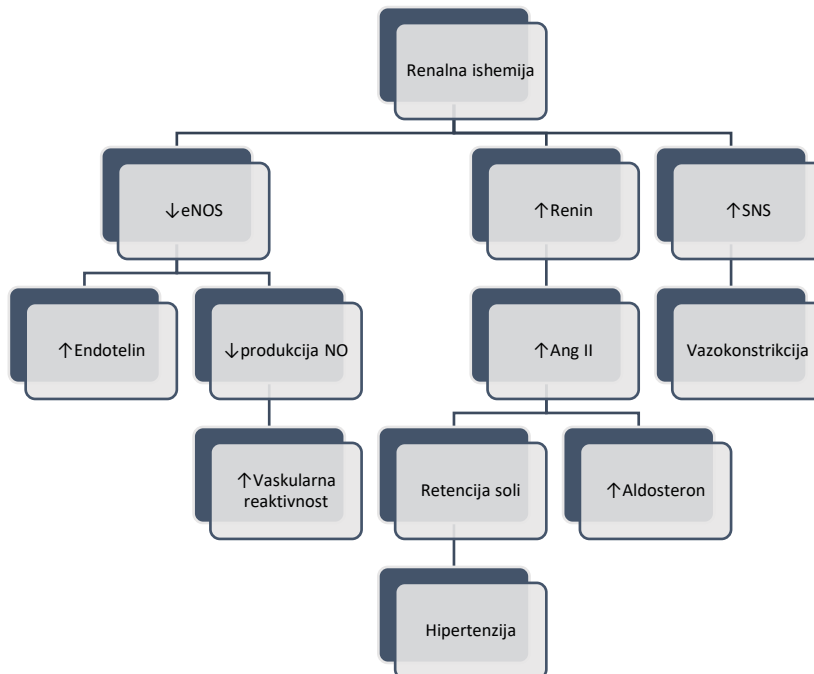 Renalna ishemija
↓eNOS
↑Renin
↑SNS
↑Endotelin
↓produkcija NO
↑Ang II
Vazokonstrikcija
↑Vaskularna
reaktivnost
Retencija soli
↑Aldosteron
Hipertenzija